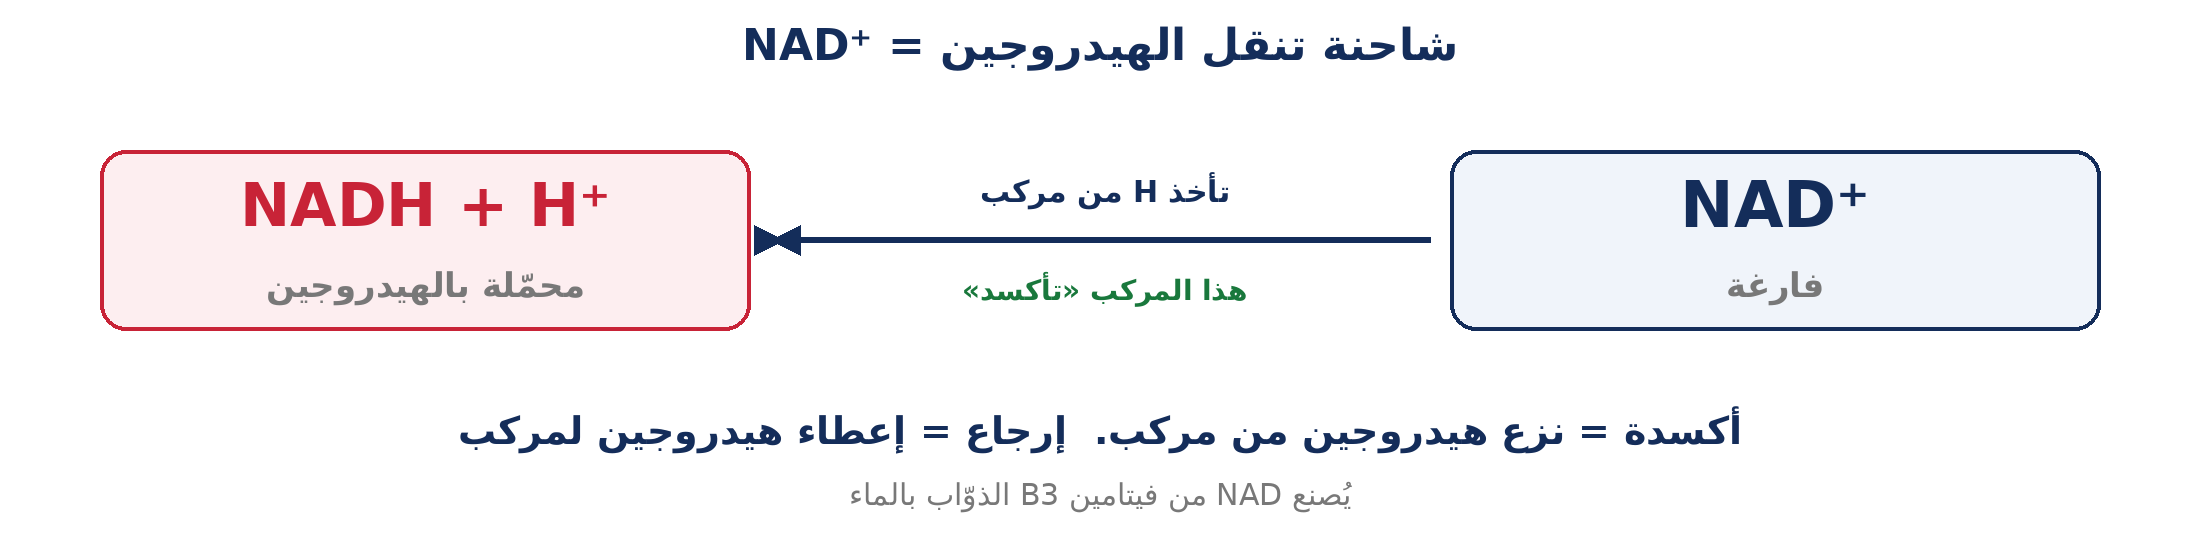 شاحنة تنقل الهيدروجين = NAD⁺
NAD⁺
فارغة
تأخذ H من مركب
هذا المركب «تأكسد»
NADH + H⁺
محمّلة بالهيدروجين
أكسدة = نزع هيدروجين من مركب. إرجاع = إعطاء هيدروجين لمركب
يُصنع NAD من فيتامين B3 الذوّاب بالماء